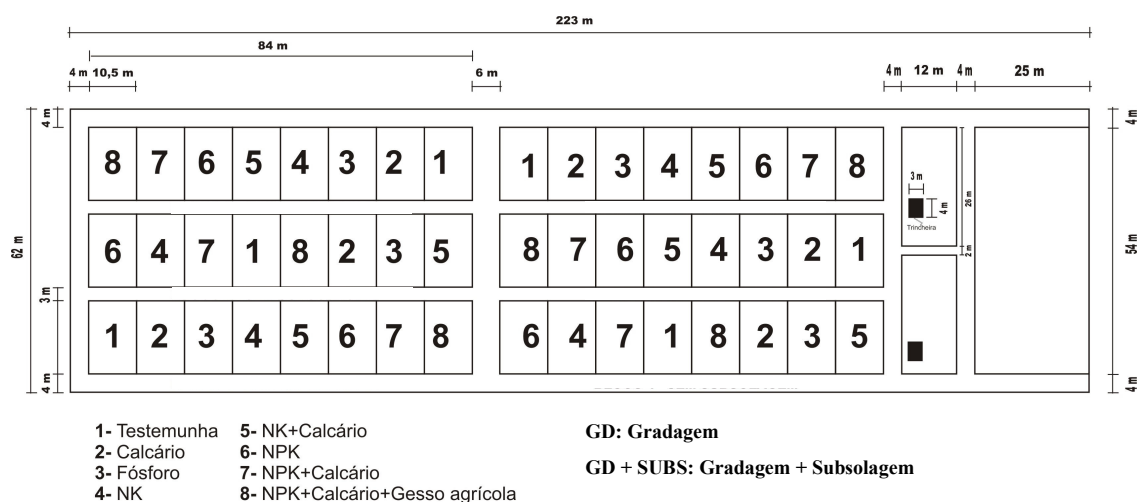 223 m
84 m
4 m 10,5 m 6 m 4 m 12 m 4 m 25 m
4 m 4 m
8 7 6 5 4 3 2 1 1 2 3 4 5 6 7 8
3 m
4 m
26 m
Trincheira
62 m 54 m
6 4 7 1 8 2 3 5 8 7 6 5 4 3 2 1
2 m
3 m
1 2 3 4 5 6 7 8 6 4 7 1 8 2 3 5
4 m 4 m
1- Testemunha 5- NK+Calcário
2- Calcário 6- NPK
3- Fósforo 7- NPK+Calcário
4- NK 8- NPK+Calcário+Gesso agrícola
GD: Gradagem
GD + SUBS: Gradagem + Subsolagem